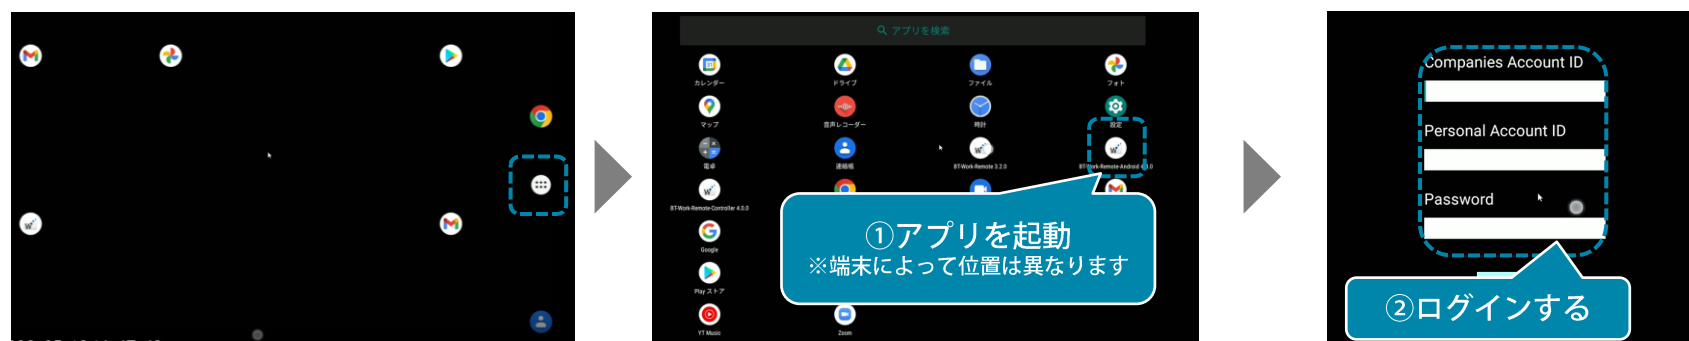 アプリを検索
カレンダー
ドライブ
ファイル
フォト
マップ
音声レコーダー
時計
設定
電卓
連絡帳
BT-Work-Remote 3.2.0
BT-Work-Remote-Android
BT-Work-Remote-Controller 4.0.0
Google
Play ストア
YT Music
Zoom
①アプリを起動
※端末によって位置は異なります
Companies Account ID
Personal Account ID
Password
②ログインする